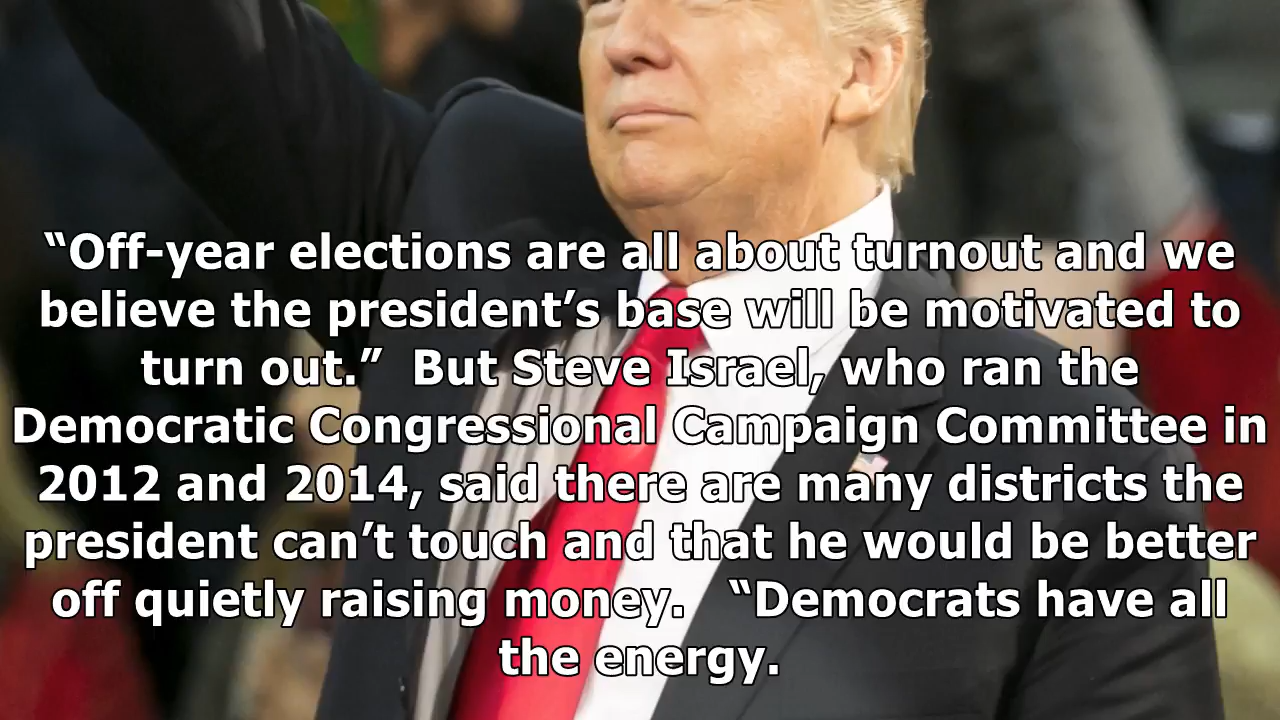 “Off-year elections are all about turnout and we
believe the president’s base will be motivated to
turn out.”  But Steve Israel, who ran the
Democratic Congressional Campaign Committee in
2012 and 2014, said there are many districts the
president can’t touch and that he would be better
off quietly raising money.   “Democrats have all
the energy.